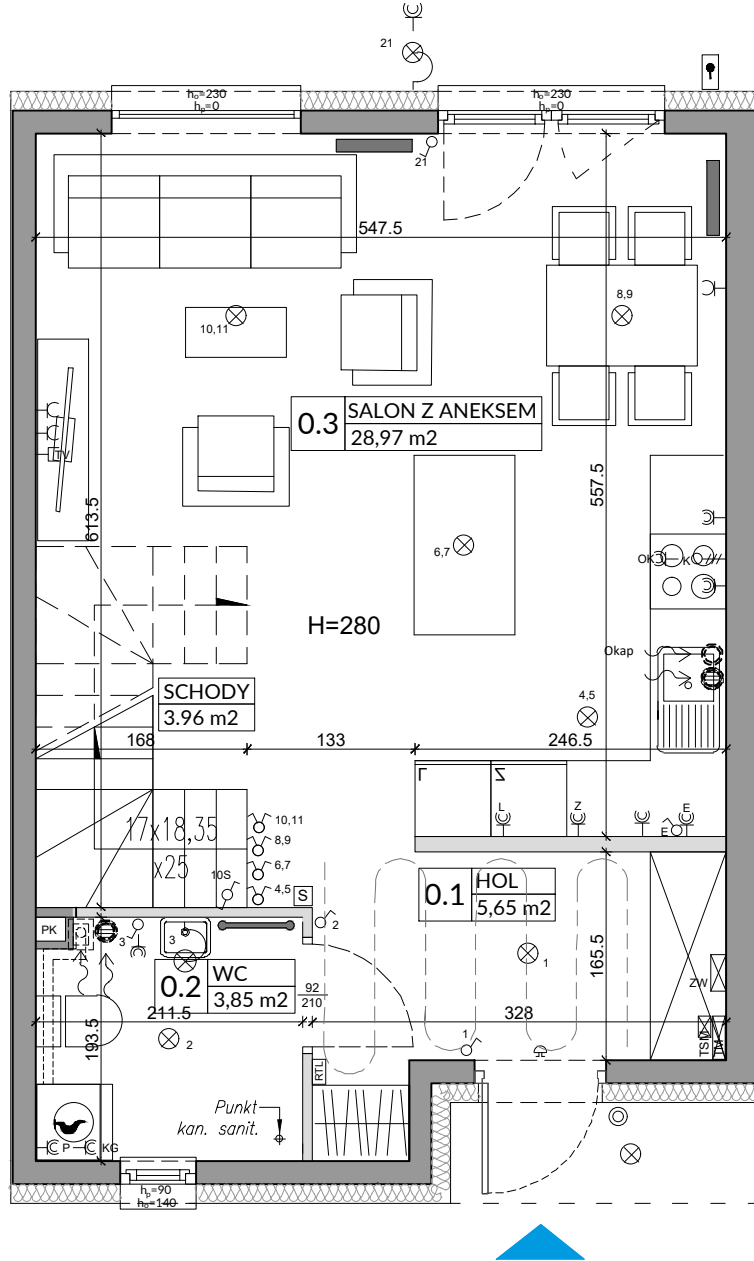 21
hₒ=230
hₚ=0
hₒ=230
hₚ=0
21
547.5
10,11
8,9
0.3
SALON Z ANEKSEM
28,97 m2
TV
613.5
557.5
6,7
OK
K
H=280
Okap
SCHODY
3.96 m2
4,5
168
133
246.5
L
Z
E
E
17x18,35
x25
10,11
8,9
6,7
4,5
10S
S
0.1
HOL
5,65 m2
PK
3
3
2
0.2
WC
3,85 m2
92
210
1
165.5
ZW
211.5
328
193.5
2
1
TSM
TM
RTL
Punkt
kan. sanit.
P
KG
hₚ=90
hₒ=140